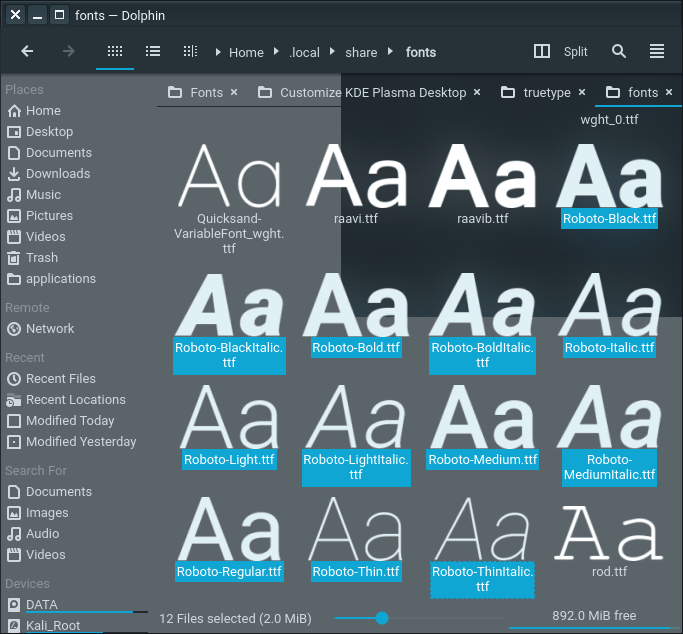 fonts — Dolphin
Home .local share fonts Split
Places
Home
Desktop
Documents
Downloads
Music
Pictures
Videos
Trash
applications
Remote
Network
Recent
Recent Files
Recent Locations
Modified Today
Modified Yesterday
Search For
Documents
Images
Audio
Videos
Devices
DATA
Kali_Root
Fonts Customize KDE Plasma Desktop truetype fonts
wght_0.ttf
Aa Aa Aa Aa
Quicksand-
VariableFont_wght.
ttf
raavi.ttf
raavib.ttf
Roboto-Black.ttf
Aa Aa Aa Aa
Roboto-BlackItalic.
ttf
Roboto-Bold.ttf
Roboto-BoldItalic.
ttf
Roboto-Italic.ttf
Aa Aa Aa Aa
Roboto-Light.ttf
Roboto-LightItalic.
ttf
Roboto-Medium.ttf
Roboto-
MediumItalic.ttf
Aa Aa Aa Aa
Roboto-Regular.ttf
Roboto-Thin.ttf
Roboto-ThinItalic.
ttf
rod.ttf
12 Files selected (2.0 MiB) 892.0 MiB free